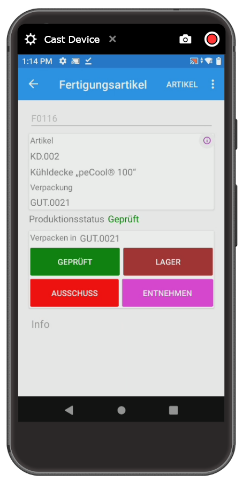 Cast Device
1:14 PM
Fertigungsartikel
ARTIKEL
F0116
Artikel
KD.002
Kühldecke „peCool® 100“
Verpackung
GUT.0021
Produktionsstatus Geprüft
Verpacken in GUT.0021
GEPRÜFT
LAGER
AUSSCHUSS
ENTNEHMEN
Info